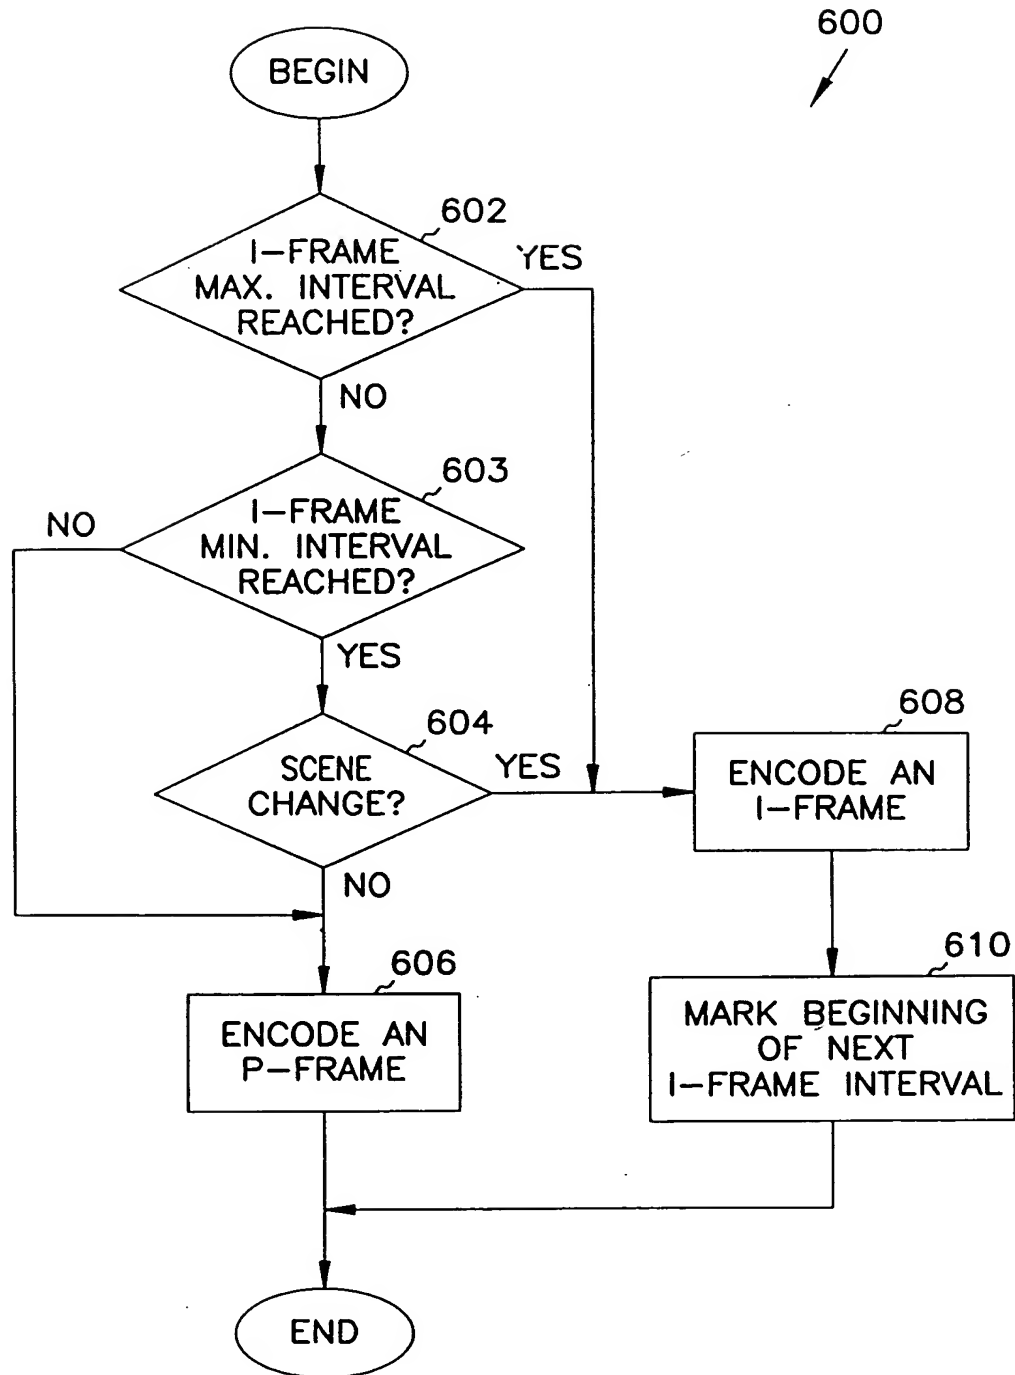 600
BEGIN
602
I-FRAME
MAX. INTERVAL
REACHED?
YES
NO
603
I-FRAME
MIN. INTERVAL
REACHED?
NO
YES
604
SCENE
CHANGE?
YES
NO
608
ENCODE AN
I-FRAME
606
ENCODE AN
P-FRAME
610
MARK BEGINNING
OF NEXT
I-FRAME INTERVAL
END